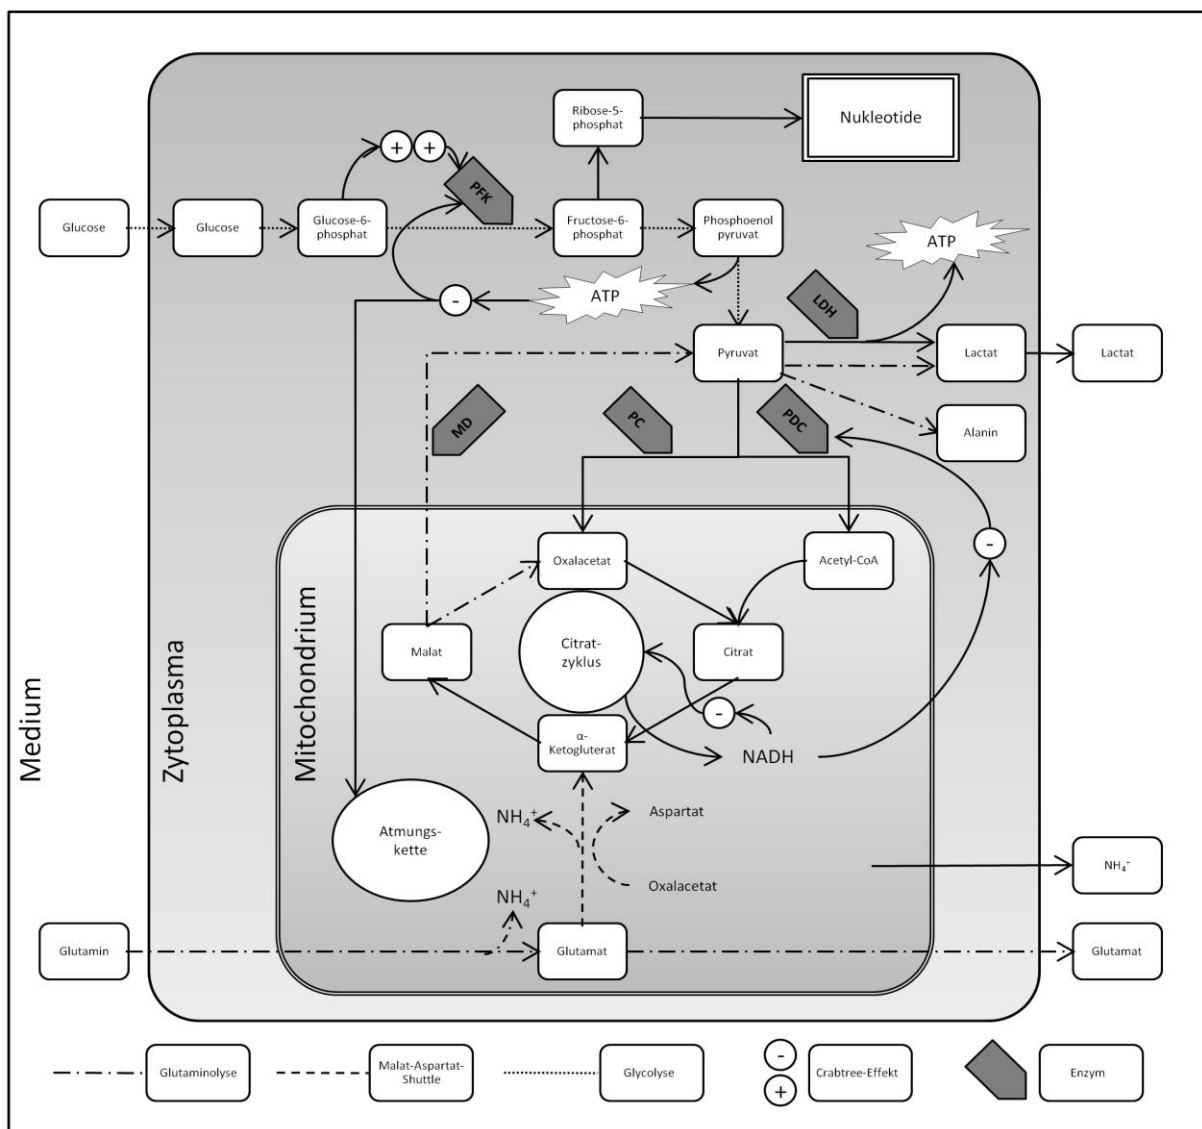 Ribose-5-
phosphat
Nukleotide
+
+
PFK
Glucose
Glucose
Glucose-6-
phosphat
Fructose-6-
phosphat
Phosphoenol
pyruvat
ATP
-
ATP
LDH
Pyruvat
Lactat
Lactat
MD
PC
PDC
Alanin
-
Oxalacetat
Acetyl-CoA
Malat
Citrat-
zyklus
Citrat
-
α-
Ketogluterat
NADH
Medium
Zytoplasma
Mitochondrium
Atmungs-
kette
NH₄⁺
Aspartat
Oxalacetat
NH₄⁺
NH₄⁺
Glutamin
Glutamat
Glutamat
Glutaminolyse
Malat-Aspartat-
Shuttle
Glycolyse
-
+
Crabtree-Effekt
Enzym